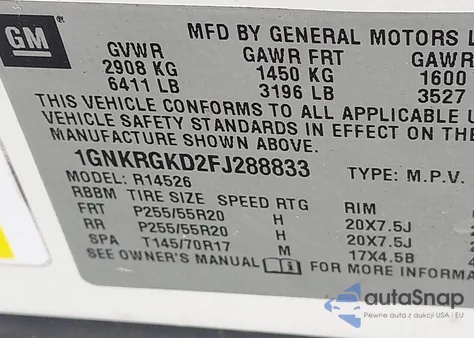 GM
MFD BY GENERAL MOTORS L
GVWR GAWR FRT GAWR
2908 KG 1450 KG 1600
6411 LB 3196 LB 3527
THIS VEHICLE CONFORMS TO ALL APPLICABLE U
VEHICLE SAFETY STANDARDS IN EFFECT ON THE
MANUFACTURE SHOWN ABOVE.
1GNKRGKD2FJ288833 TYPE: M.P.V.
MODEL: R14526
RBBM TIRE SIZE SPEED RTG RIM
FRT P255/55R20 H 20X7.5J
RR P255/55R20 H 20X7.5J
SPA T145/70R17 M 17X4.5B
SEE OWNER'S MANUAL i FOR MORE INFORMA
autoSnap
Pewne auta z aukcji USA i EU